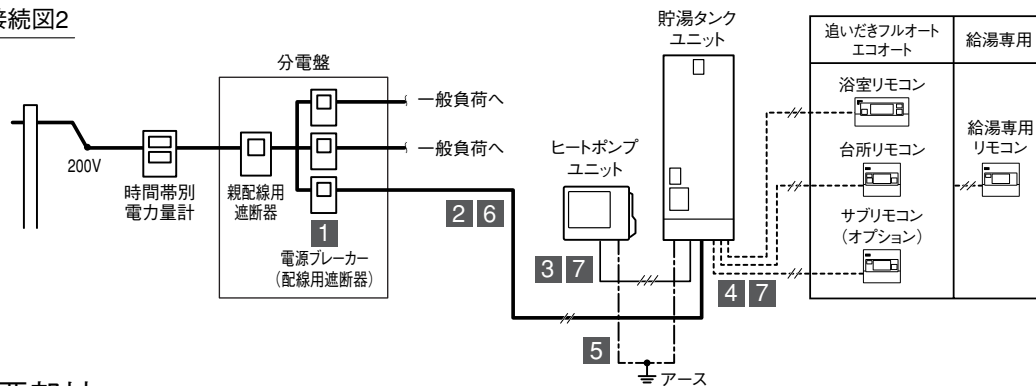 接続図2
分電盤
200V
時間帯別
電力量計
親配線用
遮断器
一般負荷へ
一般負荷へ
1
電源ブレーカー
（配線用遮断器）
2 6
ヒートポンプ
ユニット
3 7
貯湯タンク
ユニット
4 7
5
アース
追いだきフルオート
エコオート
給湯専用
浴室リモコン
台所リモコン
サブリモコン
（オプション）
給湯専用
リモコン